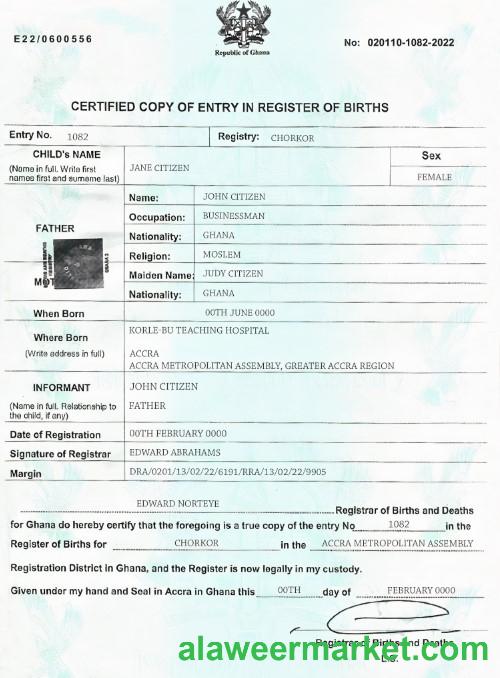 E22/0600556
Republic of Ghana
No: 020110-1082-2022
CERTIFIED COPY OF ENTRY IN REGISTER OF BIRTHS
Entry No. 1082 Registry: CHORKOR
CHILD's NAME
(Name in full. Write first names first and surname last)
JANE CITIZEN
Sex
FEMALE
FATHER
Name: JOHN CITIZEN
Occupation: BUSINESSMAN
Nationality: GHANA
Religion: MOSLEM
Maiden Name: JUDY CITIZEN
Nationality: GHANA
When Born 00TH JUNE 0000
Where Born
(Write address in full)
KORLE-BU TEACHING HOSPITAL
ACCRA
ACCRA METROPOLITAN ASSEMBLY, GREATER ACCRA REGION
INFORMANT
(Name in full. Relationship to the child, if any)
JOHN CITIZEN
FATHER
Date of Registration 00TH FEBRUARY 0000
Signature of Registrar EDWARD ABRAHAMS
Margin DRA/0201/13/02/22/6191/RRA/13/02/22/9905
EDWARD NORTEYE Registrar of Births and Deaths
for Ghana do hereby certify that the foregoing is a true copy of the entry No 1082 in the
Register of Births for CHORKOR in the ACCRA METROPOLITAN ASSEMBLY
Registration District in Ghana, and the Register is now legally in my custody.
Given under my hand and Seal in Accra in Ghana this 00TH day of FEBRUARY 0000
Registrar of Births and Deaths
L.S.
alaweermarket.com